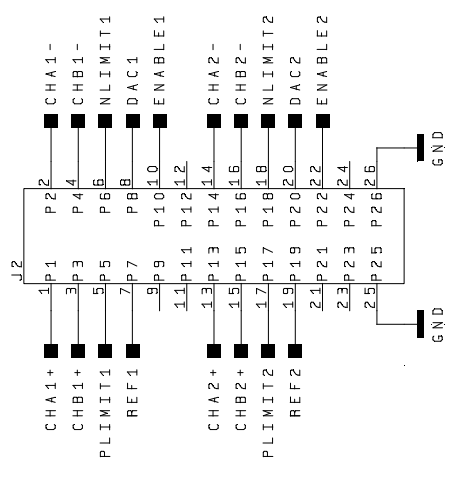 CHA1-
CHB1-
NLIMIT1
DAC1
ENABLE1
CHA2-
CHB2-
NLIMIT2
DAC2
ENABLE2
2
4
6
8
10
12
14
16
18
20
22
24
26
GND
P2
P4
P6
P8
P10
P12
P14
P16
P18
P20
P22
P24
P26
J2
P1
P3
P5
P7
P9
P11
P13
P15
P17
P19
P21
P23
P25
1
3
5
7
9
11
13
15
17
19
21
23
25
GND
CHA1+
CHB1+
PLIMIT1
REF1
CHA2+
CHB2+
PLIMIT2
REF2